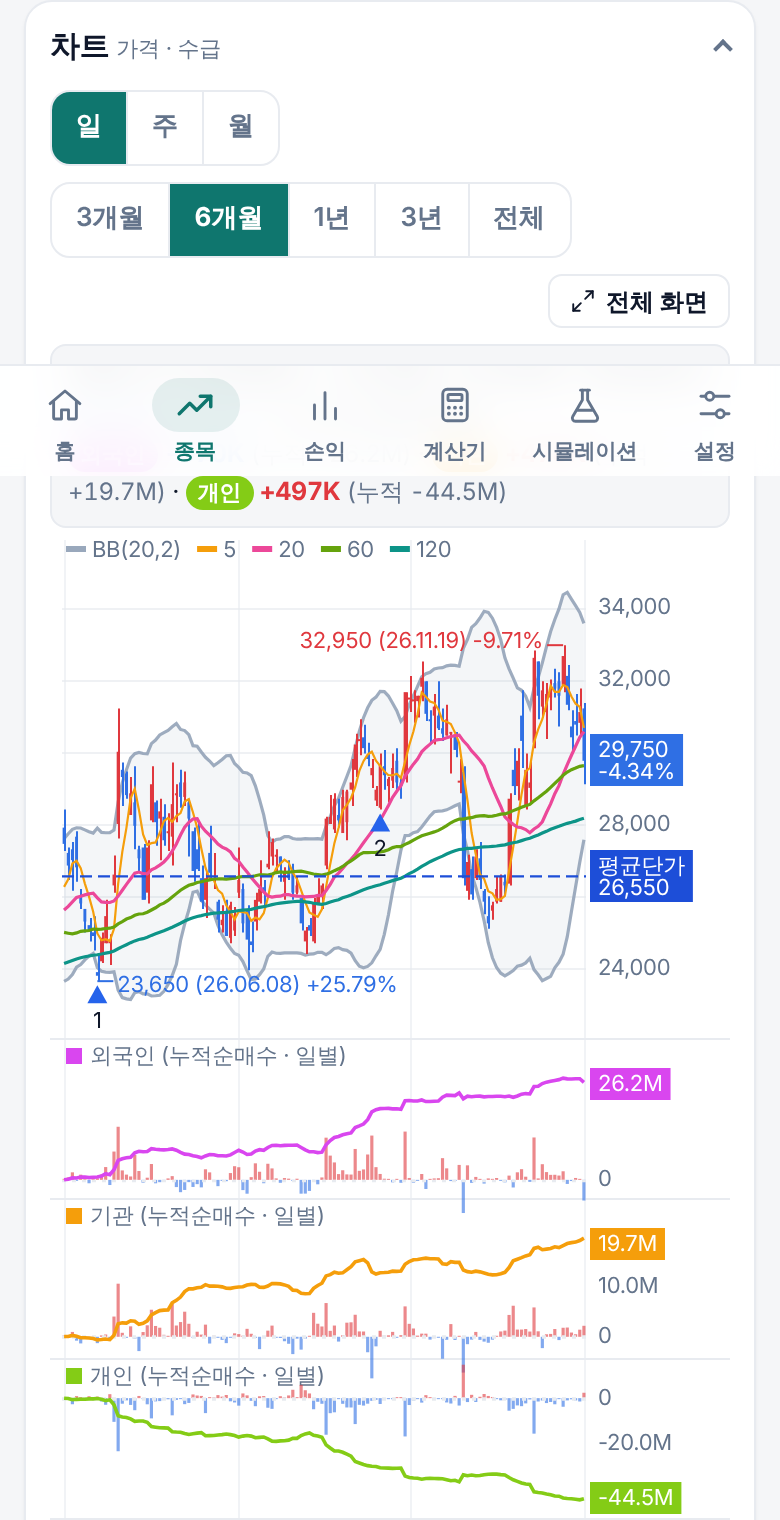 차트 가격 · 수급
일 주 월
3개월 6개월 1년 3년 전체
전체 화면
홈 종목 손익 계산기 시뮬레이션 설정
+19.7M) · 개인 +497K (누적 -44.5M)
BB(20,2) 5 20 60 120
34,000
32,950 (26.11.19) -9.71%
32,000
29,750
-4.34%
28,000
2
평균단가
26,550
24,000
23,650 (26.06.08) +25.79%
1
외국인 (누적순매수 · 일별)
26.2M
0
기관 (누적순매수 · 일별)
19.7M
10.0M
0
개인 (누적순매수 · 일별)
0
-20.0M
-44.5M